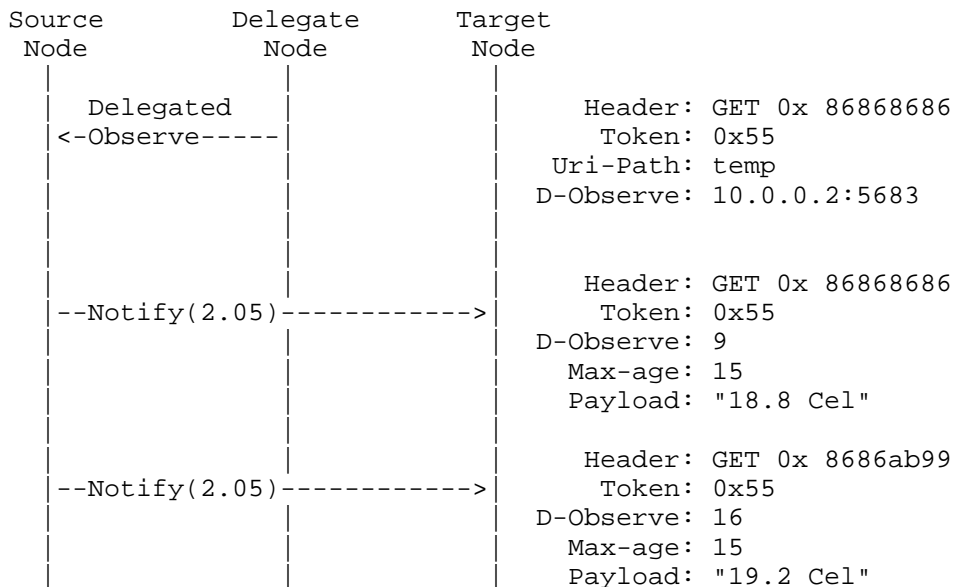 Source          Delegate       Target
 Node             Node          Node
  |                |             |
  |  Delegated     |             |     Header: GET 0x 86868686
  |<-Observe-----|             |      Token: 0x55
  |                |             |   Uri-Path: temp
  |                |             |  D-Observe: 10.0.0.2:5683
  |                |             |
  |                |             |
  |                |             |     Header: GET 0x 86868686
  |--Notify(2.05)------------>|      Token: 0x55
  |                |             |  D-Observe: 9
  |                |             |    Max-age: 15
  |                |             |    Payload: "18.8 Cel"
  |                |             |
  |                |             |     Header: GET 0x 8686ab99
  |--Notify(2.05)------------>|      Token: 0x55
  |                |             |  D-Observe: 16
  |                |             |    Max-age: 15
  |                |             |    Payload: "19.2 Cel"